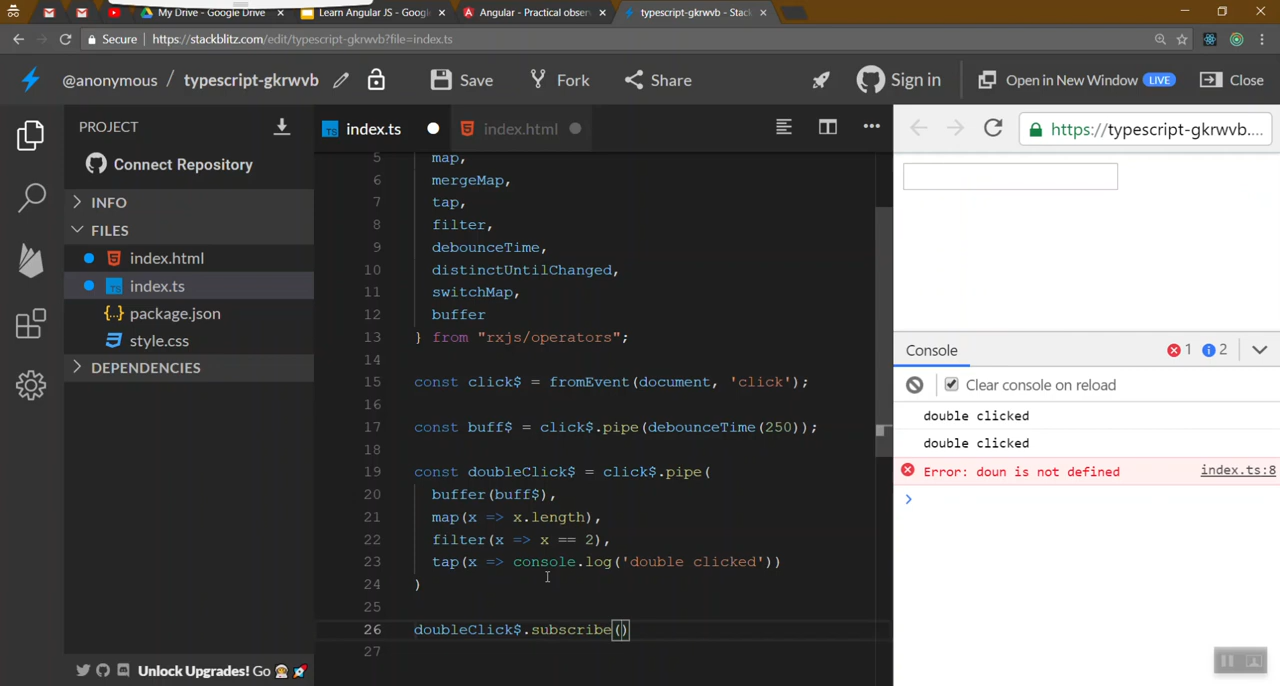 My Drive - Google Drive
Learn Angular JS - Google
Angular - Practical obser
typescript-gkrwvb - Stac
Secure
https://stackblitz.com/edit/typescript-gkrwvb?file=index.ts
@anonymous / typescript-gkrwvb
Save
Fork
Share
Sign in
Open in New Window LIVE
Close
PROJECT
Connect Repository
INFO
FILES
index.html
TS index.ts
{..} package.json
style.css
DEPENDENCIES
Unlock Upgrades! Go
TS index.ts
index.html
5 map,
6 mergeMap,
7 tap,
8 filter,
9 debounceTime,
10 distinctUntilChanged,
11 switchMap,
12 buffer
13 } from "rxjs/operators";
14
15 const click$ = fromEvent(document, 'click');
16
17 const buff$ = click$.pipe(debounceTime(250));
18
19 const doubleClick$ = click$.pipe(
20 buffer(buff$),
21 map(x => x.length),
22 filter(x => x == 2),
23 tap(x => console.log('double clicked'))
24 )
25
26 doubleClick$.subscribe()
27
https://typescript-gkrwvb....
Console
1
2
Clear console on reload
double clicked
double clicked
Error: doun is not defined index.ts:8